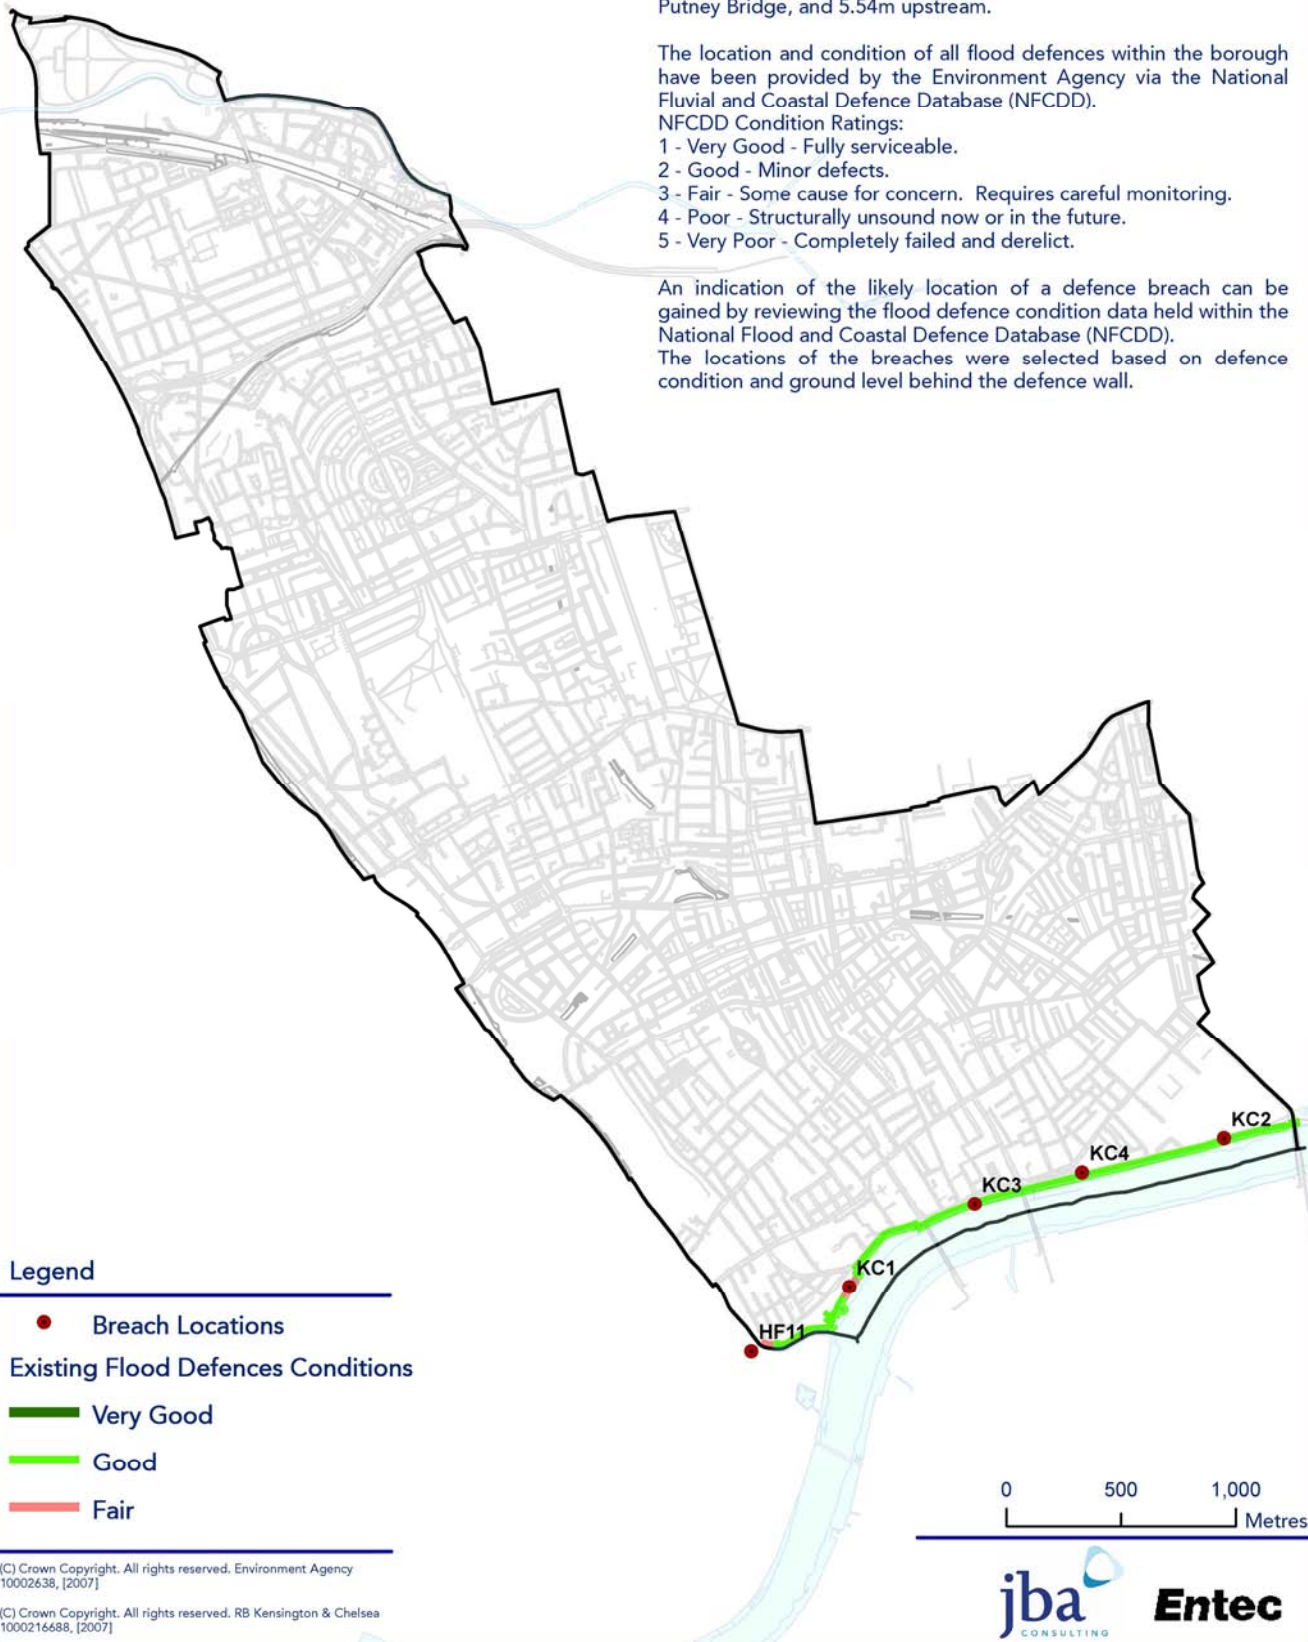 Putney Bridge, and 5.54m upstream.
The location and condition of all flood defences within the borough
have been provided by the Environment Agency via the National
Fluvial and Coastal Defence Database (NFCDD).
NFCDD Condition Ratings:
1 - Very Good - Fully serviceable.
2 - Good - Minor defects.
3 - Fair - Some cause for concern. Requires careful monitoring.
4 - Poor - Structurally unsound now or in the future.
5 - Very Poor - Completely failed and derelict.
An indication of the likely location of a defence breach can be
gained by reviewing the flood defence condition data held within the
National Flood and Coastal Defence Database (NFCDD).
The locations of the breaches were selected based on defence
condition and ground level behind the defence wall.
KC2
KC4
KC3
KC1
HF11
Legend
Breach Locations
Existing Flood Defences Conditions
Very Good
Good
Fair
(C) Crown Copyright. All rights reserved. Environment Agency
10002638, [2007]
(C) Crown Copyright. All rights reserved. RB Kensington & Chelsea
1000216688, [2007]
0 500 1,000
Metres
jba
CONSULTING
Entec